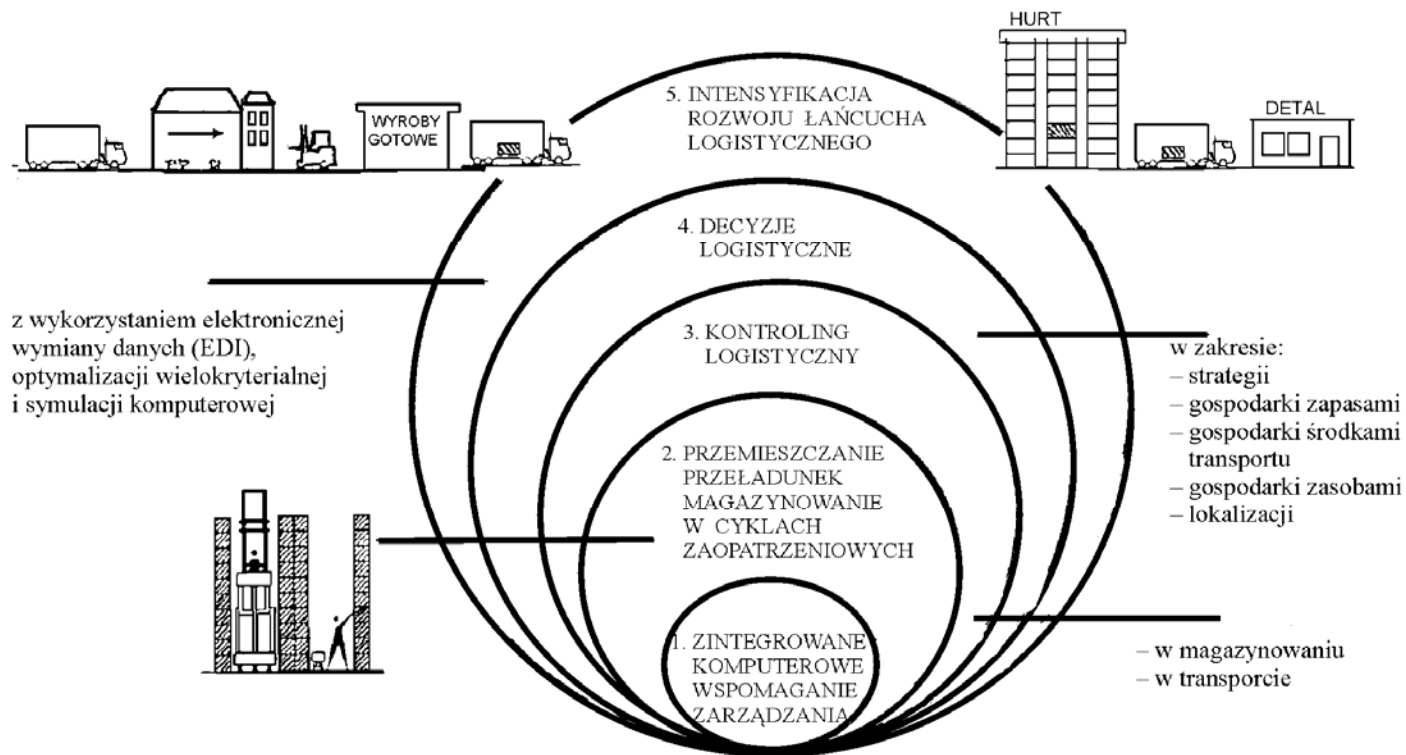 HURT
WYROBY
GOTOWE
DETAL
5. INTENSYFIKACJA
ROZWOJU ŁAŃCUCHA
LOGISTYCZNEGO
4. DECYZJE
LOGISTYCZNE
z wykorzystaniem elektronicznej
wymiany danych (EDI),
optymalizacji wielokryterialnej
i symulacji komputerowej
3. KONTROLING
LOGISTYCZNY
w zakresie:
– strategii
– gospodarki zapasami
– gospodarki środkami
transportu
– gospodarki zasobami
– lokalizacji
2. PRZEMIESZCZANIE
PRZEŁADUNEK
MAGAZYNOWANIE
W CYKLACH
ZAOPATRZENIOWYCH
1. ZINTEGROWANE
KOMPUTEROWE
WSPOMAGANIE
ZARZĄDZANIA
– w magazynowaniu
– w transporcie